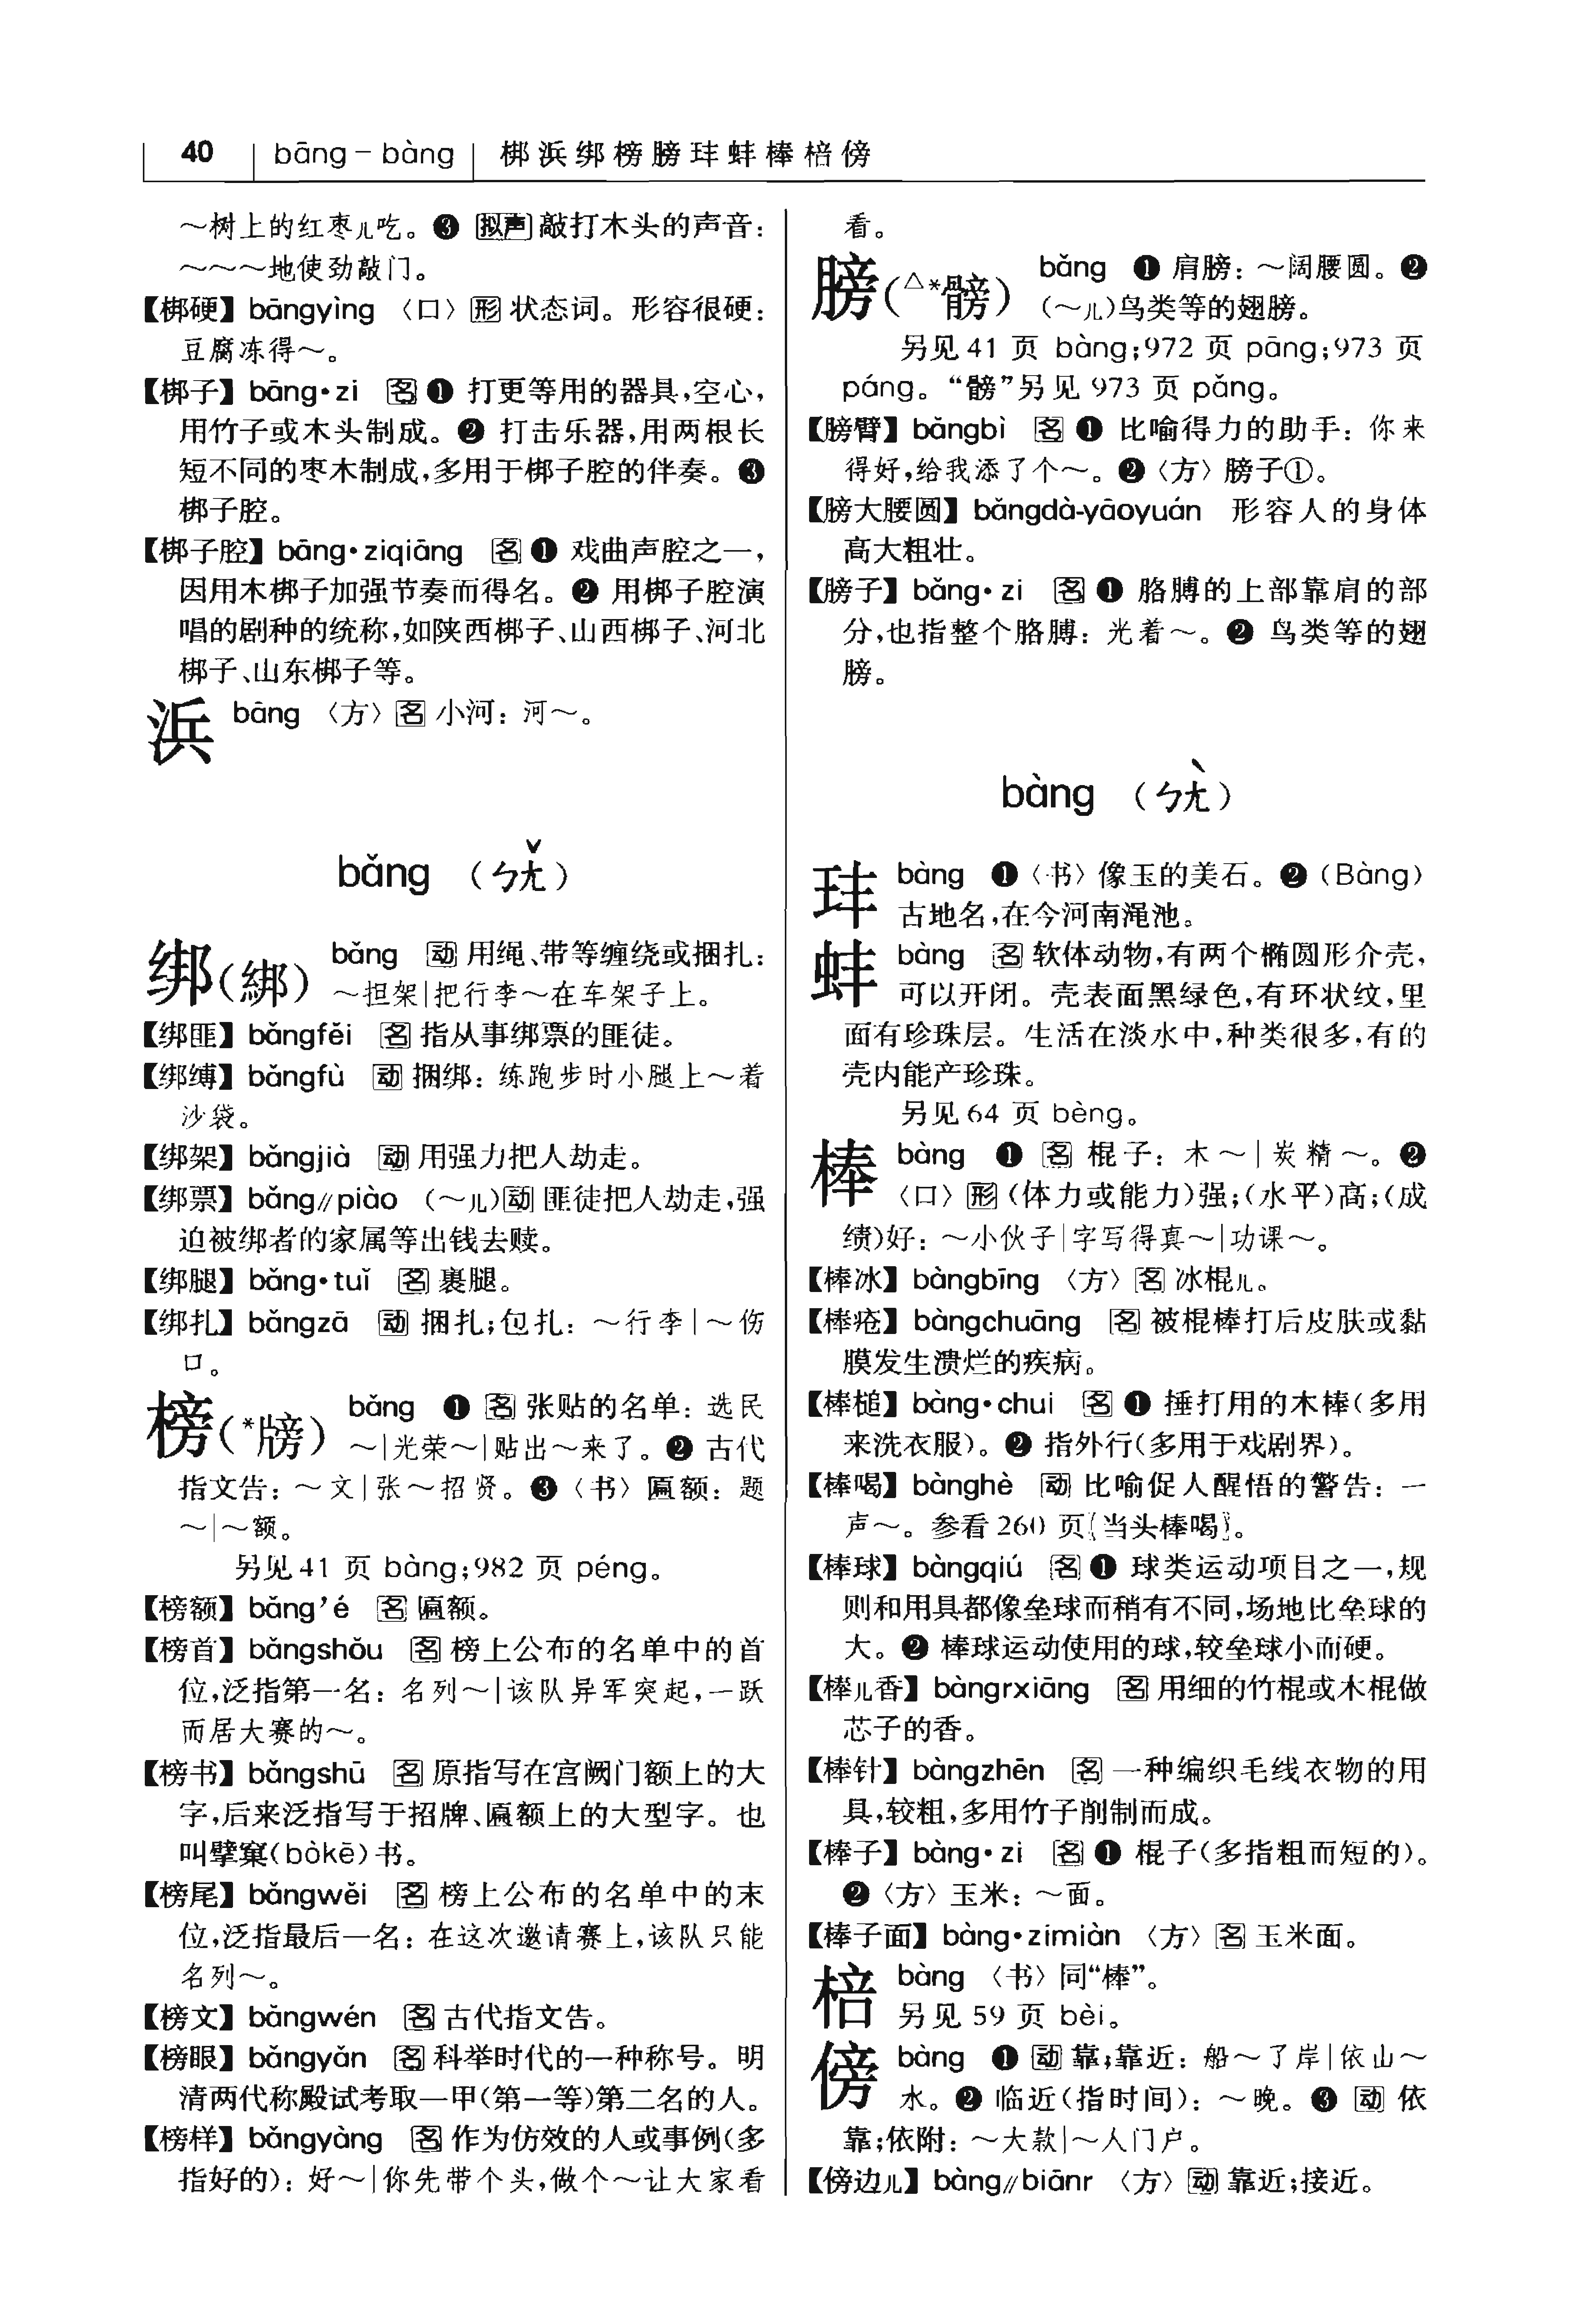 40 bāng－bàng 梆浜绑榜膀玤蚌棒棓傍
～树上的红枣儿吃。❸ 拟声 敲打木头的声音：
～～～地使劲敲门。
【梆硬】bāngyìng 〈口〉形 状态词。形容很硬：
豆腐冻得～。
【梆子】bāng•zi 名 ❶ 打更等用的器具，空心，
用竹子或木头制成。❷ 打击乐器，用两根长
短不同的枣木制成，多用于梆子腔的伴奏。❸
梆子腔。
【梆子腔】bāng•ziqiāng 名 ❶ 戏曲声腔之一，
因用木梆子加强节奏而得名。❷ 用梆子腔演
唱的剧种的统称，如陕西梆子、山西梆子、河北
梆子、山东梆子等。
浜 bāng 〈方〉名 小河：河～。
bǎng （ㄅㄤˇ）
绑（綁） bǎng 动 用绳、带等缠绕或捆扎：
～担架|把行李～在车架子上。
【绑匪】bǎngfěi 名 指从事绑票的匪徒。
【绑缚】bǎngfù 动 捆绑：练跑步时小腿上～着
沙袋。
【绑架】bǎngjià 动 用强力把人劫走。
【绑票】bǎng∥piào （～儿）动 匪徒把人劫走，强
迫被绑者的家属等出钱去赎。
【绑腿】bǎng•tuǐ 名 裹腿。
【绑扎】bǎngzā 动 捆扎；包扎：～行李|～伤
口。
榜（*牓） bǎng ❶ 名 张贴的名单：选民
～|光荣～|贴出～来了。❷ 古代
指文告：～文|张～招贤。❸〈书〉匾额：题
～|～额。
另见41 页 bàng；982 页 péng。
【榜额】bǎng’é 名 匾额。
【榜首】bǎngshǒu 名 榜上公布的名单中的首
位，泛指第一名：名列～|该队异军突起，一跃
而居大赛的～。
【榜书】bǎngshū 名 原指写在宫阙门额上的大
字，后来泛指写于招牌、匾额上的大型字。也
叫擘窠（bòkē）书。
【榜尾】bǎngwěi 名 榜上公布的名单中的末
位，泛指最后一名：在这次邀请赛上，该队只能
名列～。
【榜文】bǎngwén 名 古代指文告。
【榜眼】bǎngyǎn 名 科举时代的一种称号。明
清两代称殿试考取一甲（第一等）第二名的人。
【榜样】bǎngyàng 名 作为仿效的人或事例（多
指好的）：好～|你先带个头，做个～让大家看
看。
膀（△*髈） bǎng ❶ 肩膀：～阔腰圆。❷
（～儿）鸟类等的翅膀。
另见41 页 bàng；972 页 pāng；973 页
páng。“髈”另见 973 页 pǎng。
【膀臂】bǎngbì 名 ❶ 比喻得力的助手：你来
得好，给我添了个～。❷〈方〉膀子①。
【膀大腰圆】bǎngdà-yāoyuán 形容人的身体
高大粗壮。
【膀子】bǎng•zi 名 ❶ 胳膊的上部靠肩的部
分，也指整个胳膊：光着～。❷ 鸟类等的翅
膀。
bàng （ㄅㄤˋ）
玤 bàng ❶〈书〉像玉的美石。❷（Bàng）
古地名，在今河南渑池。
蚌 bàng 名 软体动物，有两个椭圆形介壳，
可以开闭。壳表面黑绿色，有环状纹，里
面有珍珠层。生活在淡水中，种类很多，有的
壳内能产珍珠。
另见64 页 bèng。
棒 bàng ❶ 名 棍子：木～|炭精～。❷
〈口〉形（体力或能力）强；（水平）高；（成
绩）好：～小伙子|字写得真～|功课～。
【棒冰】bàngbīng 〈方〉名 冰棍儿。
【棒疮】bàngchuāng 名 被棍棒打后皮肤或黏
膜发生溃烂的疾病。
【棒槌】bàng•chui 名 ❶ 捶打用的木棒（多用
来洗衣服）。❷ 指外行（多用于戏剧界）。
【棒喝】bànghè 动 比喻促人醒悟的警告：一
声～。参看 260 页〖当头棒喝〗。
【棒球】bàngqiú 名 ❶ 球类运动项目之一，规
则和用具都像垒球而稍有不同，场地比垒球的
大。❷ 棒球运动使用的球，较垒球小而硬。
【棒儿香】bàngrxiāng 名 用细的竹棍或木棍做
芯子的香。
【棒针】bàngzhēn 名 一种编织毛线衣物的用
具，较粗，多用竹子削制而成。
【棒子】bàng•zi 名 ❶ 棍子（多指粗而短的）。
❷〈方〉玉米：～面。
【棒子面】bàng•zimiàn 〈方〉名 玉米面。
棓 bàng 〈书〉同“棒”。
另见 59 页 bèi。
傍 bàng ❶ 动 靠；靠近：船～了岸|依山～
水。❷ 临近（指时间）：～晚。❸ 动 依
靠；依附：～大款|～人门户。
【傍边儿】bàng∥biānr 〈方〉动 靠近；接近。